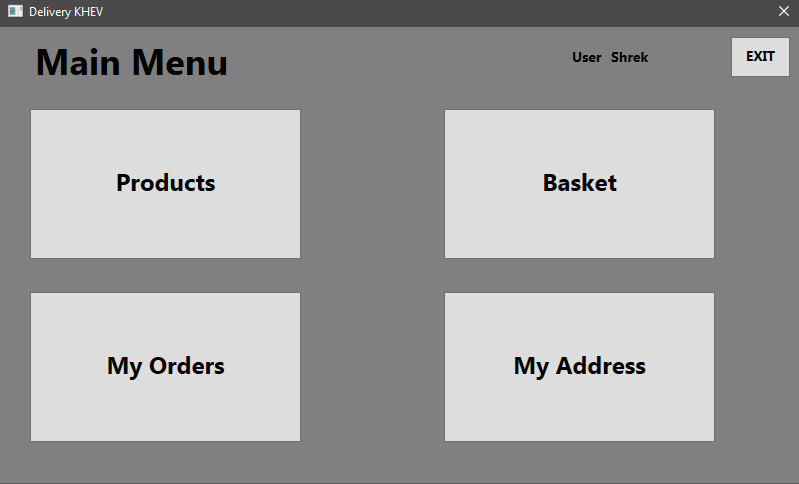 Delivery KHEV
Main Menu
User Shrek
EXIT
Products
Basket
My Orders
My Address